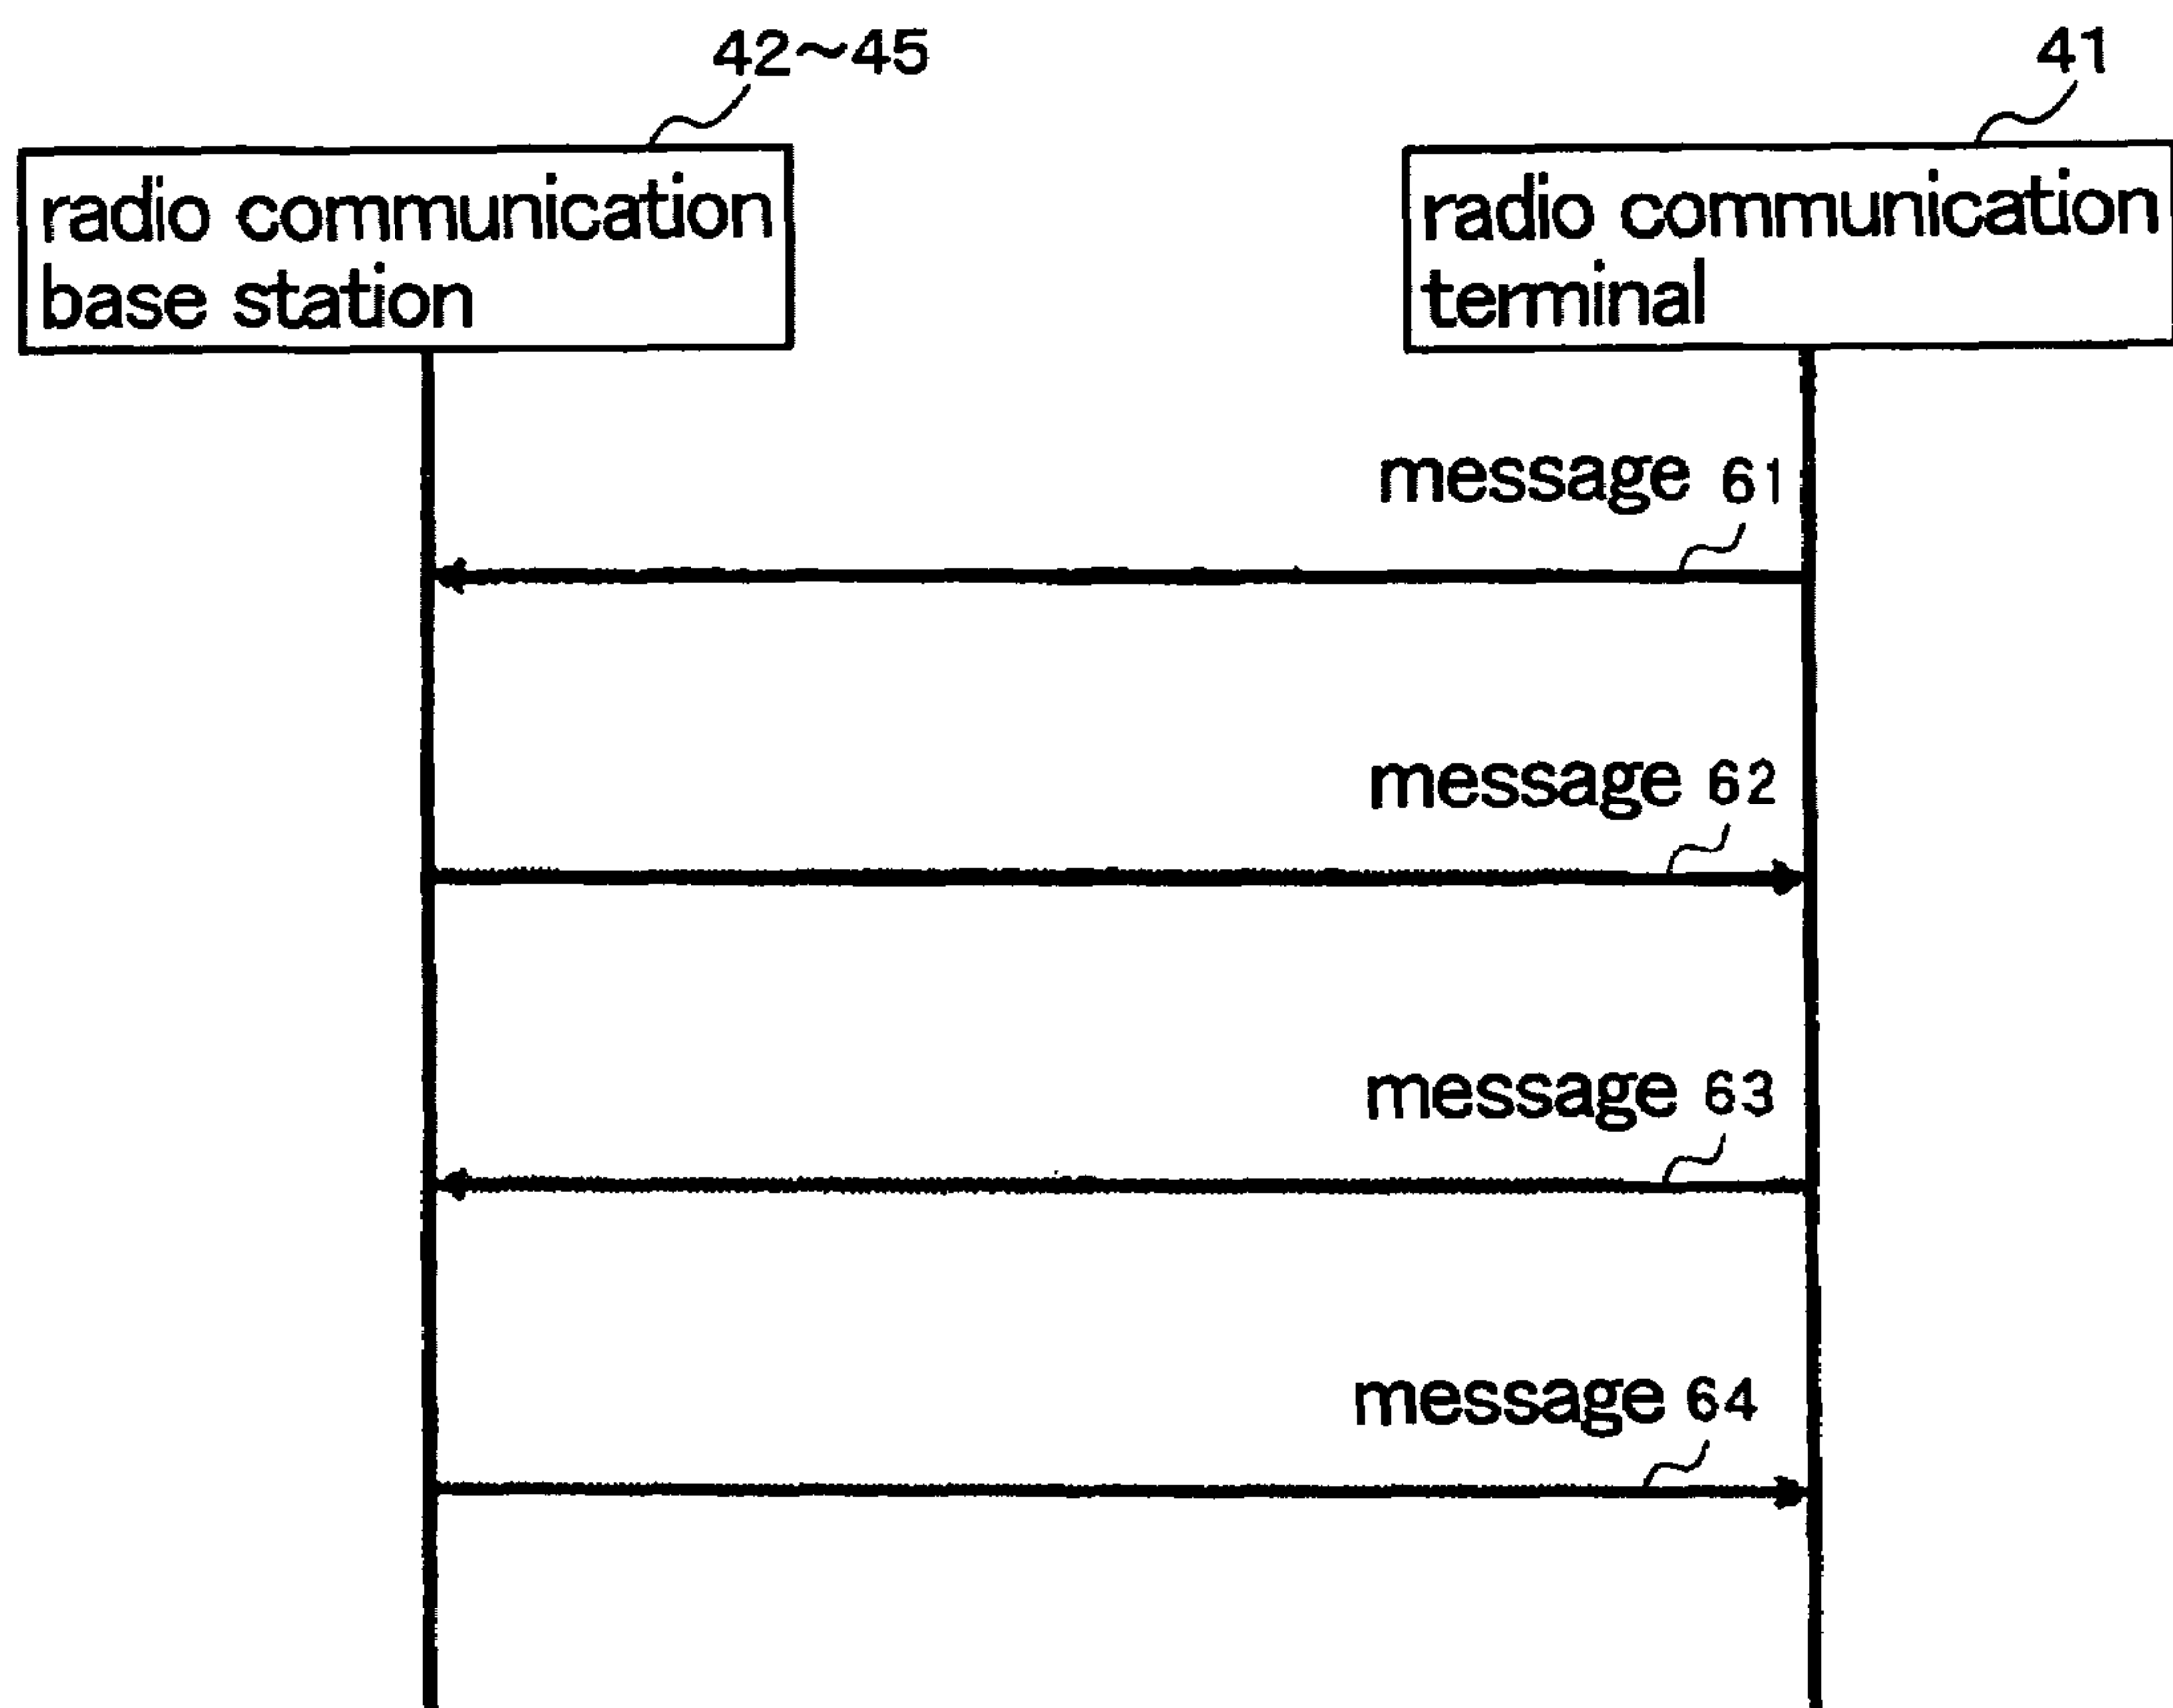 42~45
41
radio communication
base station
radio communication
terminal
message 61
message 62
message 63
message 64